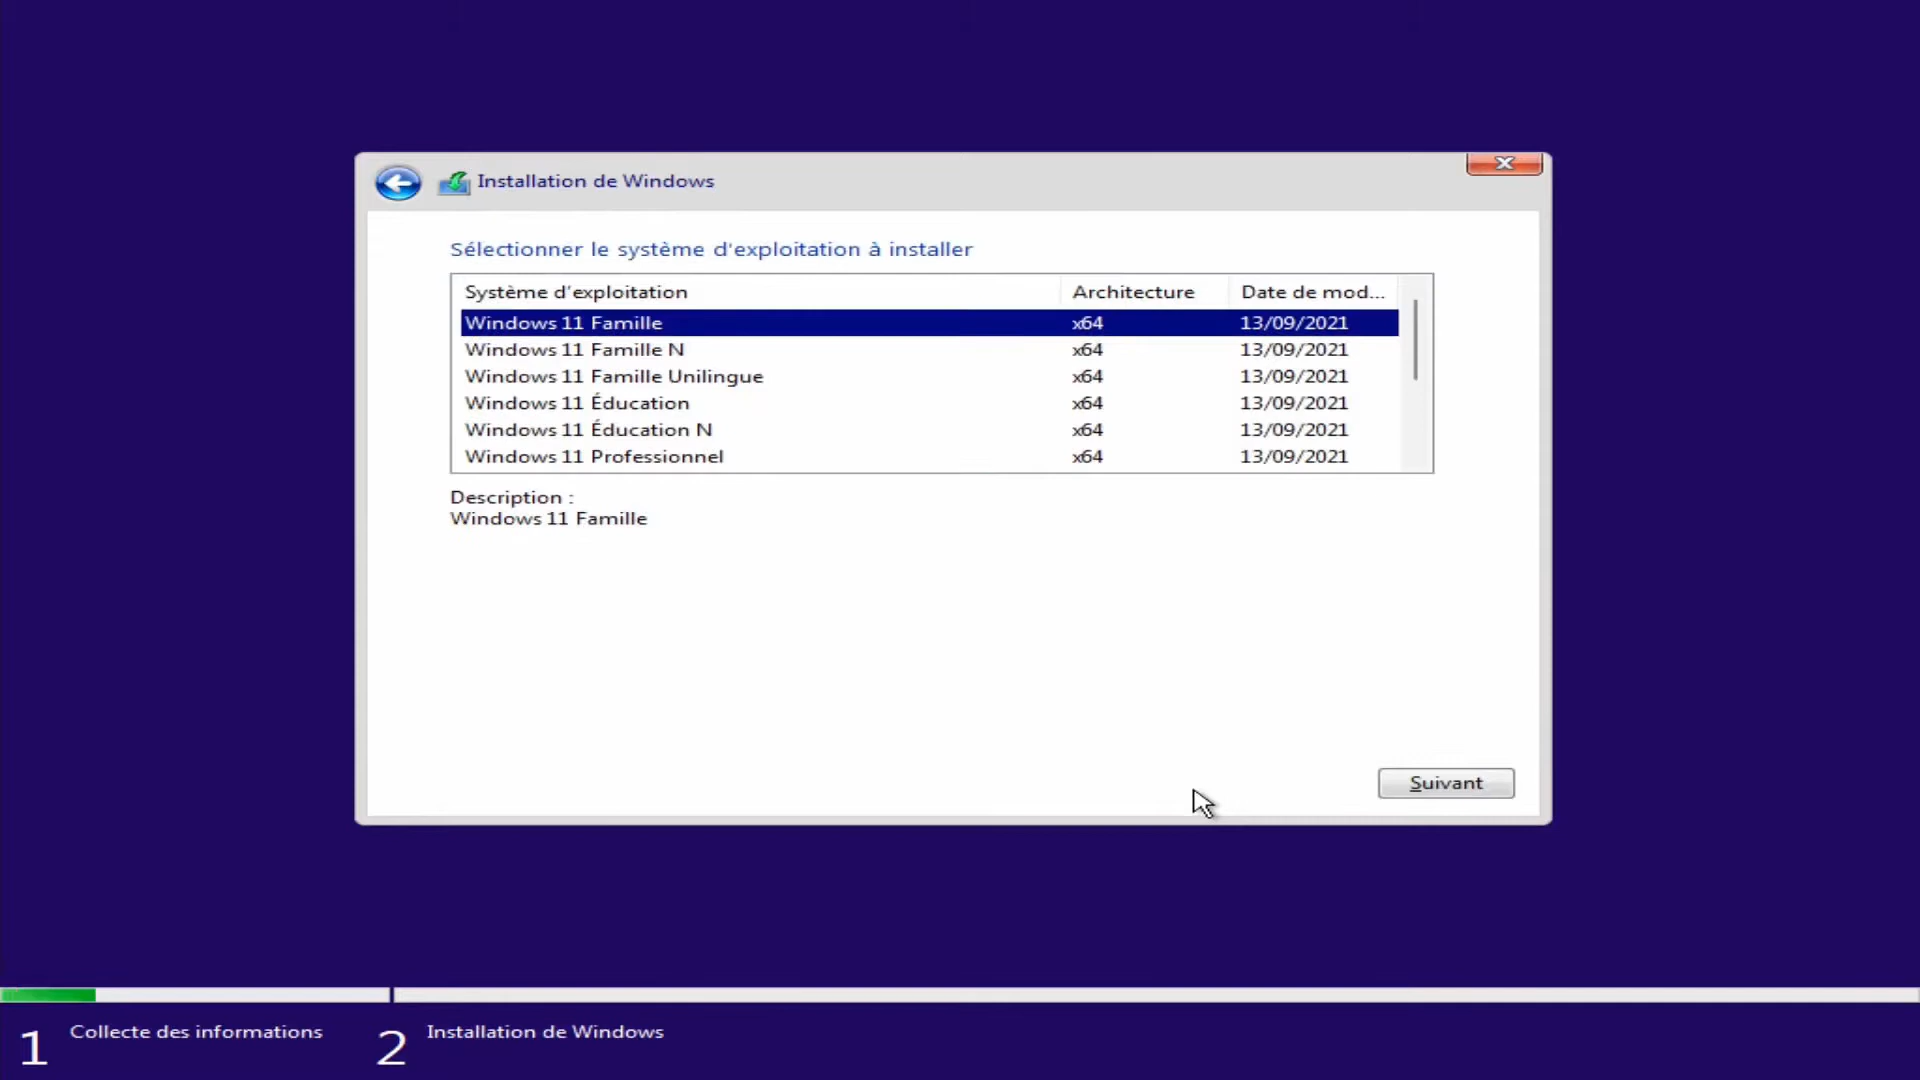 Installation de Windows
Sélectionner le système d'exploitation à installer
Système d'exploitation Architecture Date de mod...
Windows 11 Famille x64 13/09/2021
Windows 11 Famille N x64 13/09/2021
Windows 11 Famille Unilingue x64 13/09/2021
Windows 11 Éducation x64 13/09/2021
Windows 11 Éducation N x64 13/09/2021
Windows 11 Professionnel x64 13/09/2021
Description :
Windows 11 Famille
Suivant
1 Collecte des informations 2 Installation de Windows